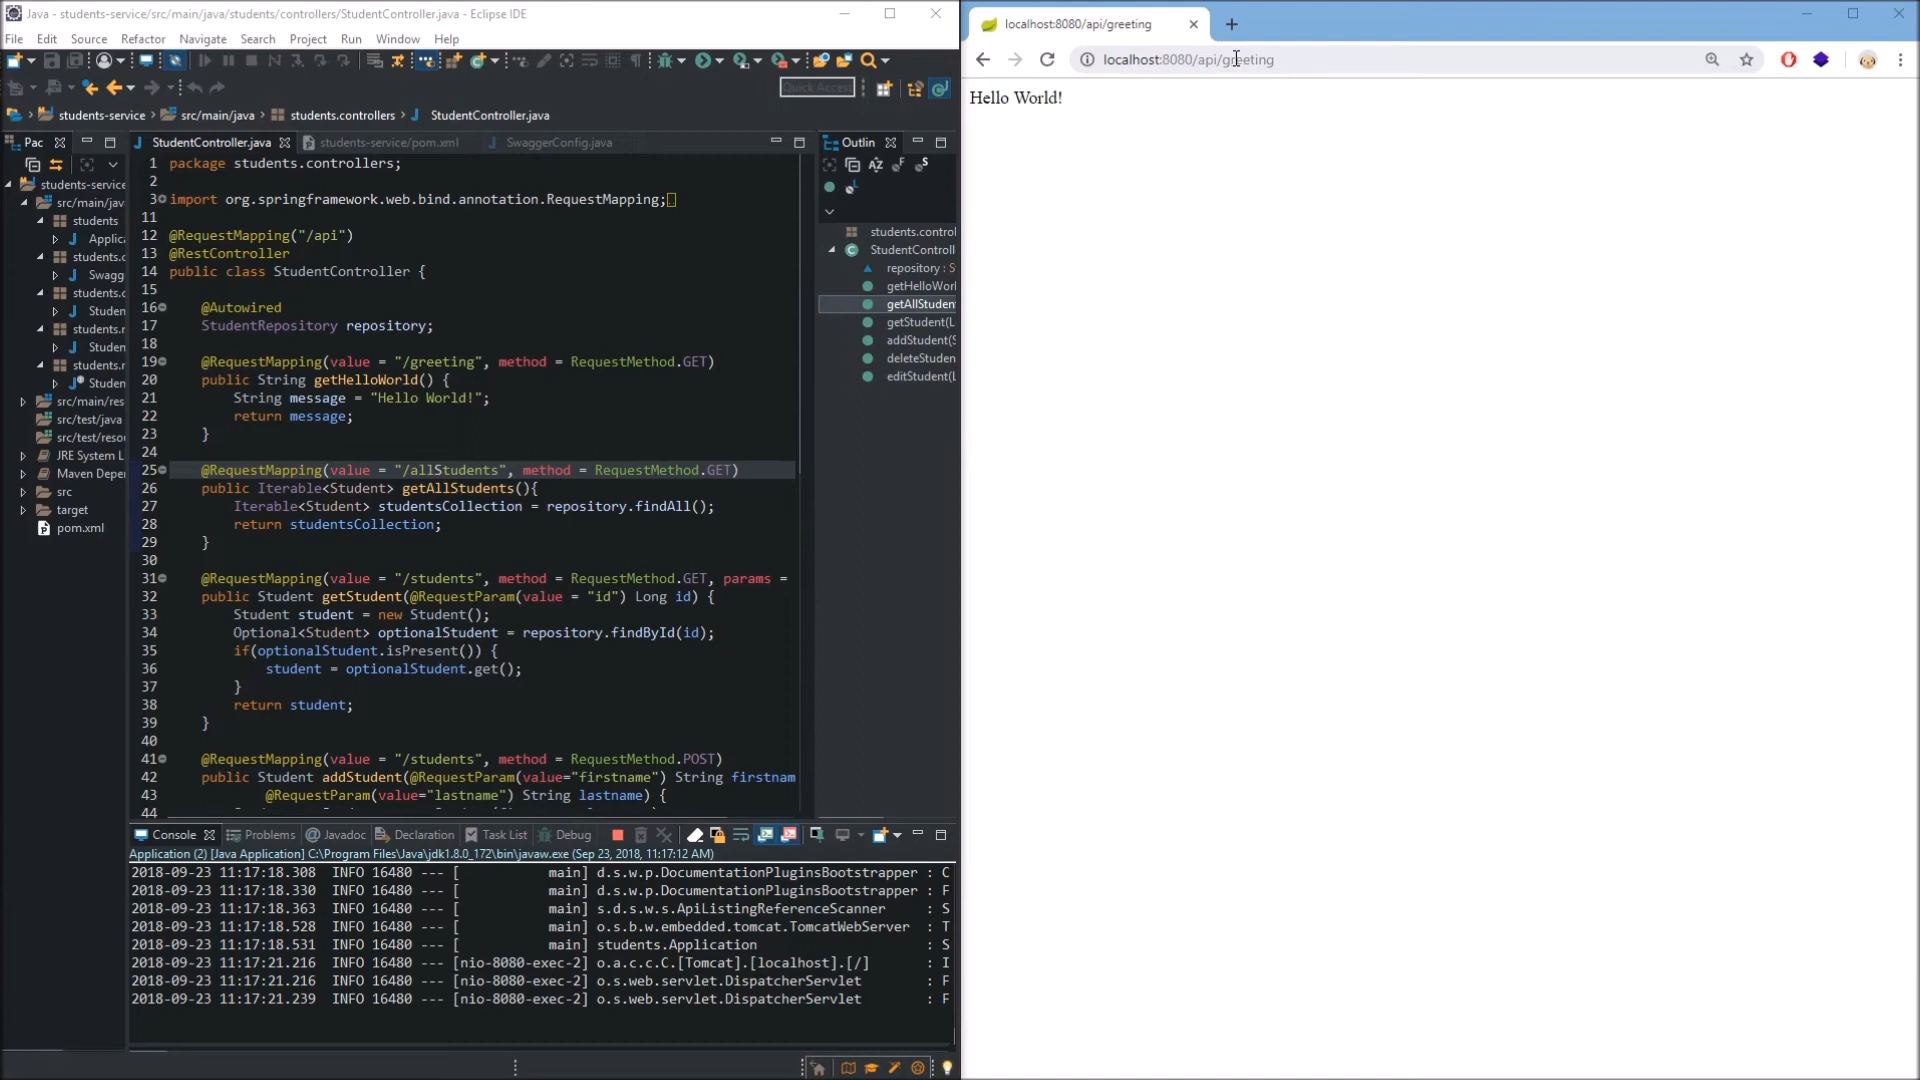 Java - students-service/src/main/java/students/controllers/StudentController.java - Eclipse IDE
File Edit Source Refactor Navigate Search Project Run Window Help
Quick Access
students-service src/main/java students.controllers StudentController.java
Pac
students-service
src/main/jav
students
Applic
students.c
Swagg
students.c
Studen
students.r
Studen
students.r
Studen
src/main/res
src/test/java
src/test/resou
JRE System L
Maven Depe
src
target
pom.xml
StudentController.java students-service/pom.xml SwaggerConfig.java
1 package students.controllers;
2
3 import org.springframework.web.bind.annotation.RequestMapping;
11
12 @RequestMapping("/api")
13 @RestController
14 public class StudentController {
15
16 @Autowired
17 StudentRepository repository;
18
19 @RequestMapping(value = "/greeting", method = RequestMethod.GET)
20 public String getHelloWorld() {
21 String message = "Hello World!";
22 return message;
23 }
24
25 @RequestMapping(value = "/allStudents", method = RequestMethod.GET)
26 public Iterable<Student> getAllStudents(){
27 Iterable<Student> studentsCollection = repository.findAll();
28 return studentsCollection;
29 }
30
31 @RequestMapping(value = "/students", method = RequestMethod.GET, params =
32 public Student getStudent(@RequestParam(value = "id") Long id) {
33 Student student = new Student();
34 Optional<Student> optionalStudent = repository.findById(id);
35 if(optionalStudent.isPresent()) {
36 student = optionalStudent.get();
37 }
38 return student;
39 }
40
41 @RequestMapping(value = "/students", method = RequestMethod.POST)
42 public Student addStudent(@RequestParam(value="firstname") String firstnam
43 @RequestParam(value="lastname") String lastname) {
44
Outlin
students.control
StudentControll
repository : S
getHelloWorl
getAllStudent
getStudent(L
addStudent(S
deleteStuden
editStudent(L
Console Problems Javadoc Declaration Task List Debug
Application (2) [Java Application] C:\Program Files\Java\jdk1.8.0_172\bin\javaw.exe (Sep 23, 2018, 11:17:12 AM)
2018-09-23 11:17:18.308 INFO 16480 --- [ main] d.s.w.p.DocumentationPluginsBootstrapper : C
2018-09-23 11:17:18.330 INFO 16480 --- [ main] d.s.w.p.DocumentationPluginsBootstrapper : F
2018-09-23 11:17:18.363 INFO 16480 --- [ main] s.d.s.w.s.ApiListingReferenceScanner : S
2018-09-23 11:17:18.528 INFO 16480 --- [ main] o.s.b.w.embedded.tomcat.TomcatWebServer : T
2018-09-23 11:17:18.531 INFO 16480 --- [ main] students.Application : S
2018-09-23 11:17:21.216 INFO 16480 --- [nio-8080-exec-2] o.a.c.c.C.[Tomcat].[localhost].[/] : I
2018-09-23 11:17:21.216 INFO 16480 --- [nio-8080-exec-2] o.s.web.servlet.DispatcherServlet : F
2018-09-23 11:17:21.239 INFO 16480 --- [nio-8080-exec-2] o.s.web.servlet.DispatcherServlet : F
localhost:8080/api/greeting
localhost:8080/api/greeting
Hello World!